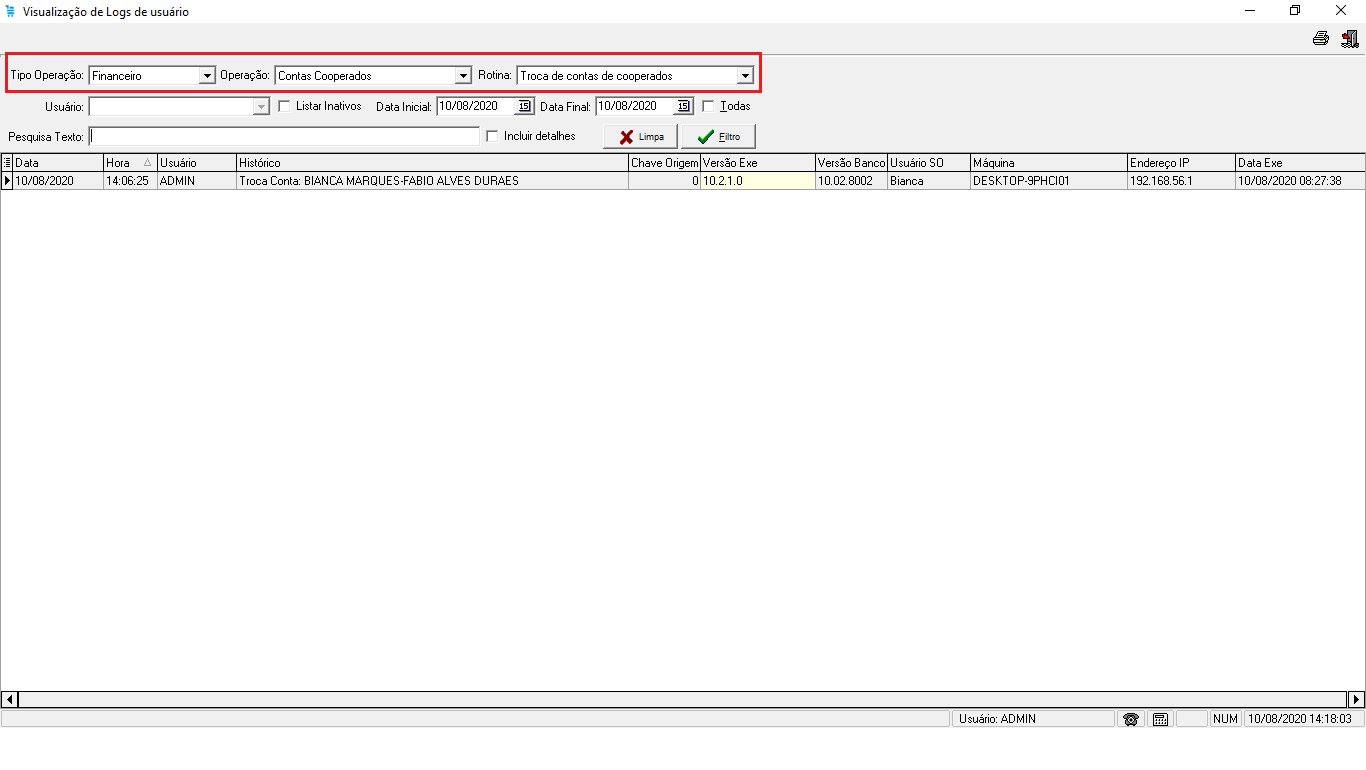 Visualização de Logs de usuário
Tipo Operação: Financeiro Operação: Contas Cooperados Rotina: Troca de contas de cooperados
Usuário: Listar Inativos Data Inicial: 10/08/2020 15 Data Final: 10/08/2020 15 Todas
Pesquisa Texto: Incluir detalhes Limpa Filtro
Data Hora Usuário Histórico Chave Origem Versão Exe Versão Banco Usuário SO Máquina Endereço IP Data Exe
10/08/2020 14:06:25 ADMIN Troca Conta: BIANCA MARQUES-FABIO ALVES DURAES 0 10.2.1.0 10.02.8002 Bianca DESKTOP-9PHCI01 192.168.56.1 10/08/2020 08:27:38
Usuário: ADMIN NUM 10/08/2020 14:18:03